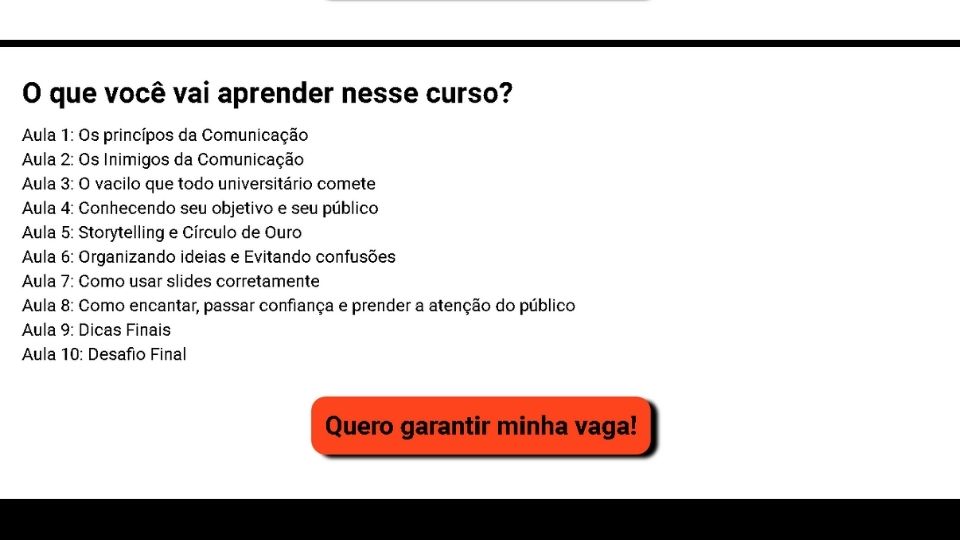 O que você vai aprender nesse curso?
Aula 1: Os princípos da Comunicação
Aula 2: Os Inimigos da Comunicação
Aula 3: O vacilo que todo universitário comete
Aula 4: Conhecendo seu objetivo e seu público
Aula 5: Storytelling e Círculo de Ouro
Aula 6: Organizando ideias e Evitando confusões
Aula 7: Como usar slides corretamente
Aula 8: Como encantar, passar confiança e prender a atenção do público
Aula 9: Dicas Finais
Aula 10: Desafio Final
Quero garantir minha vaga!